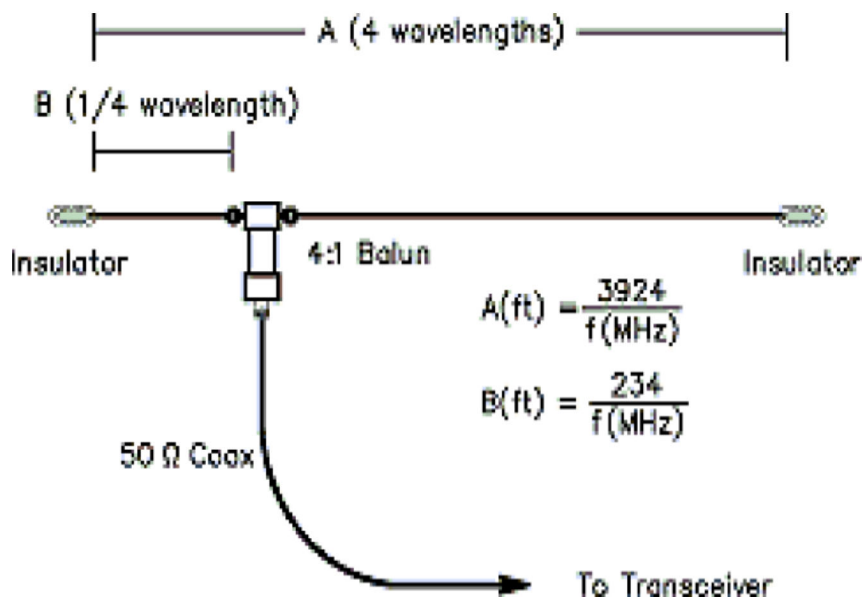 A (4 wavelengths)
B (1/4 wavelength)
Insulator
4:1 Balun
Insulator
A(ft) = 3924
f(MHz)
B(ft) = 234
f(MHz)
50 Ω Coax
To Transceiver